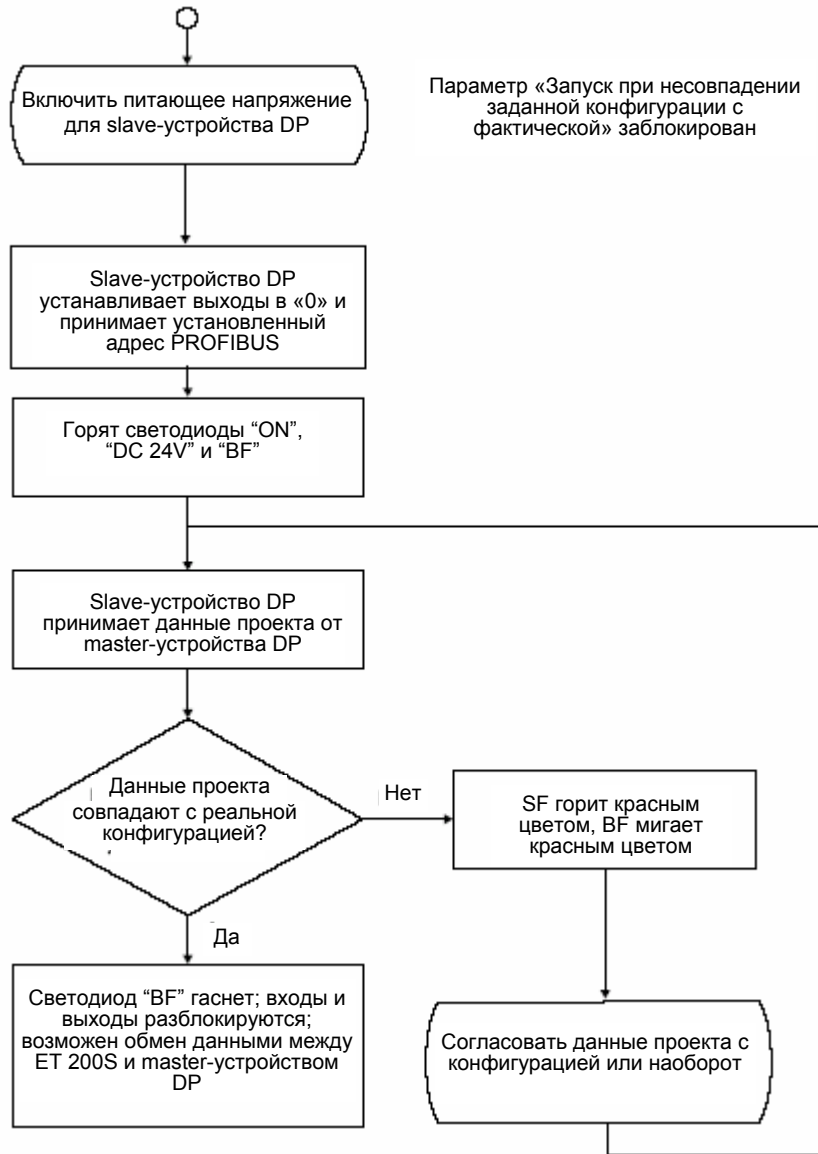 Включить питающее напряжение
для slave-устройства DP
Параметр «Запуск при несовпадении
заданной конфигурации с
фактической» заблокирован
Slave-устройство DP
устанавливает выходы в «0» и
принимает установленный
адрес PROFIBUS
Горят светодиоды “ON”,
“DC 24V” и “BF”
Slave-устройство DP
принимает данные проекта от
master-устройства DP
Данные проекта
совпадают с реальной
конфигурацией?
Нет
SF горит красным
цветом, BF мигает
красным цветом
Да
Светодиод “BF” гаснет; входы и
выходы разблокируются;
возможен обмен данными между
ET 200S и master-устройством
DP
Согласовать данные проекта с
конфигурацией или наоборот